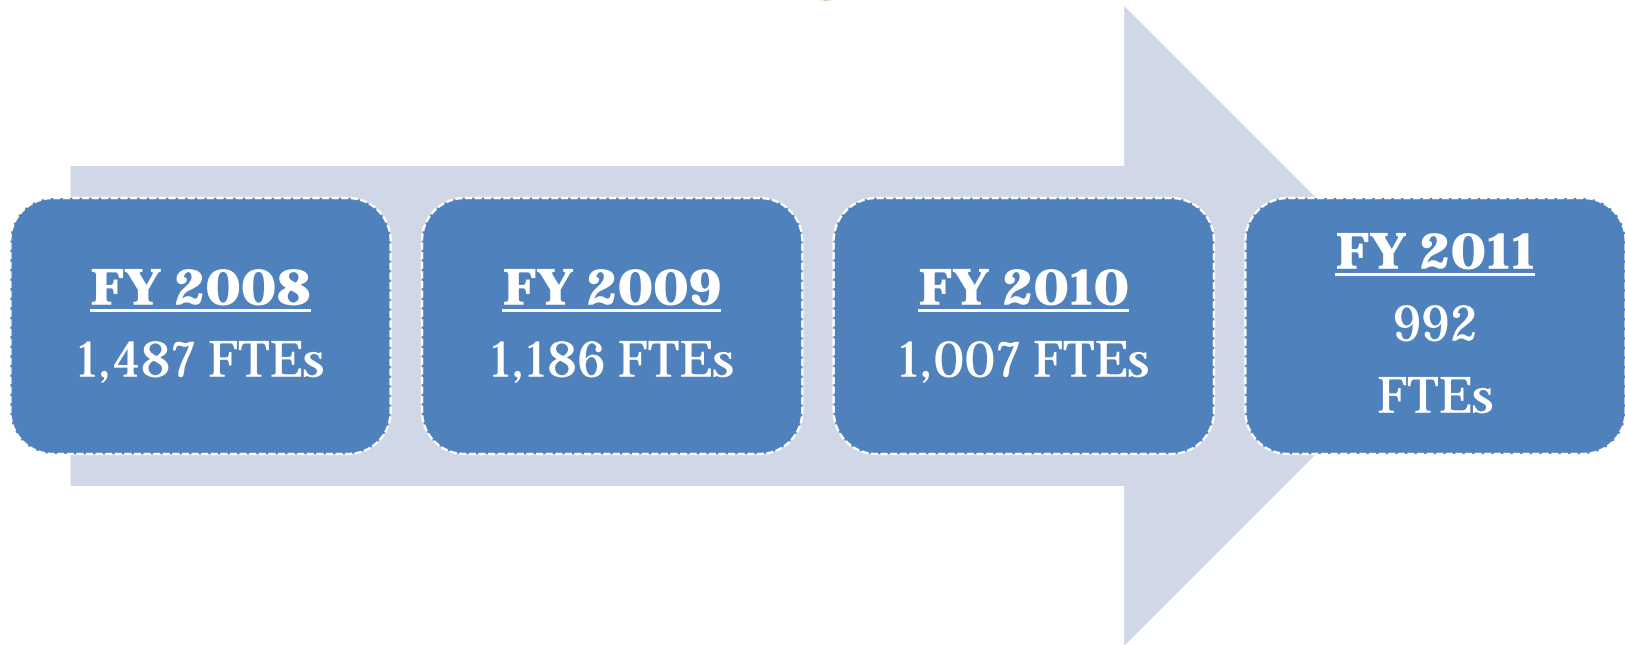 FY 2008
1,487 FTEs
FY 2009
1,186 FTEs
FY 2010
1,007 FTEs
FY 2011
992
FTEs